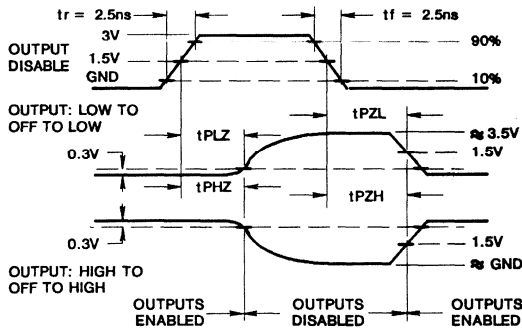 tr = 2.5ns
tf = 2.5ns
3V
90%
OUTPUT
DISABLE
1.5V
GND
10%
OUTPUT: LOW TO
OFF TO LOW
tPLZ
tPZL
≈ 3.5V
0.3V
1.5V
tPHZ
tPZH
0.3V
1.5V
OUTPUT: HIGH TO
OFF TO HIGH
≈ GND
OUTPUTS
ENABLED
OUTPUTS
DISABLED
OUTPUTS
ENABLED